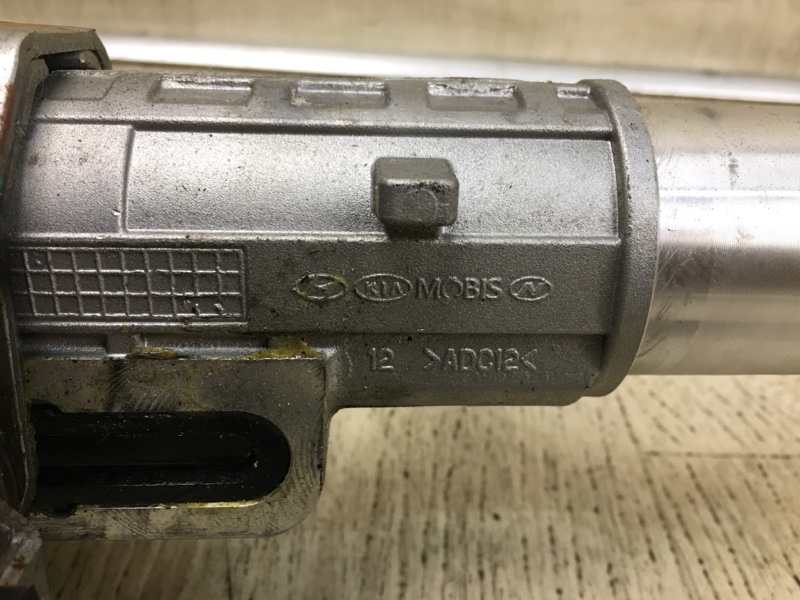 KIA MOBIS N
12 >ADC12<